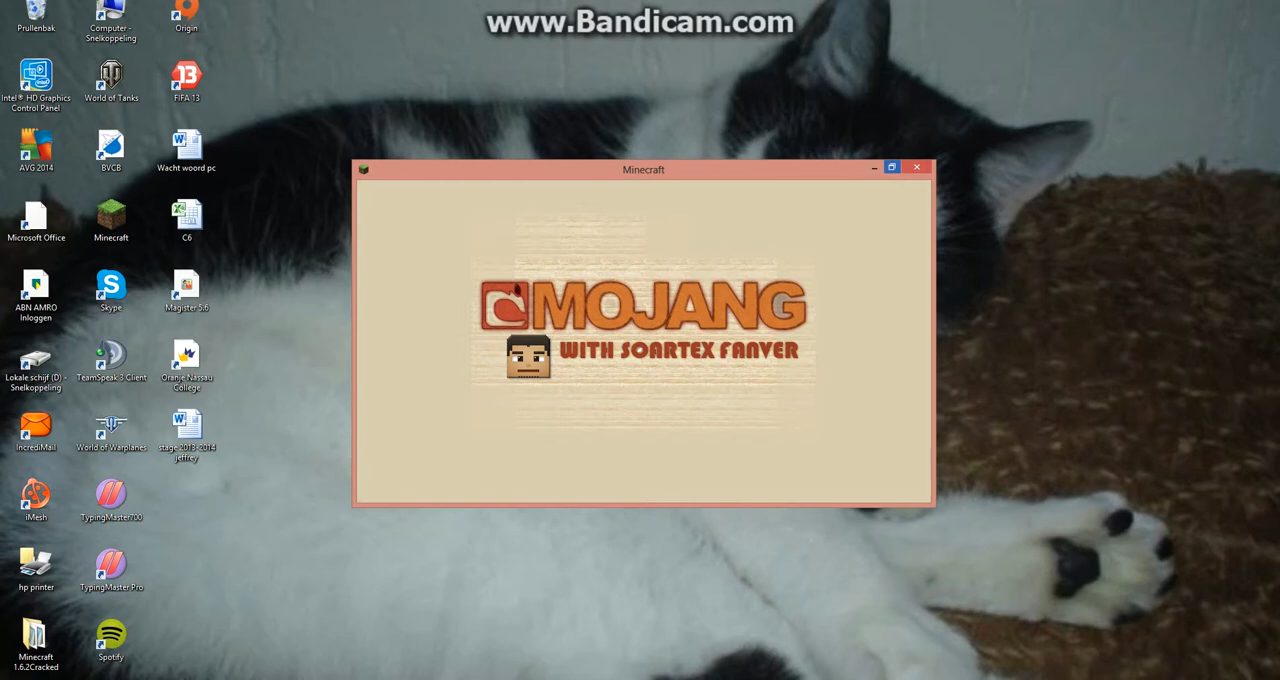 www.Bandicam.com
Prullenbak
Computer -
Snelkoppeling
Origin
Intel® HD Graphics
Control Panel
World of Tanks
FIFA 13
AVG 2014
BVCB
Wacht woord pc
Microsoft Office
Minecraft
C6
ABN AMRO
Inloggen
Skype
Magister 5.6
Lokale schijf (D) -
Snelkoppeling
TeamSpeak 3 Client
Oranje Nassau
College
IncrediMail
World of Warplanes
stage 2013-2014
jeffrey
iMesh
TypingMaster700
hp printer
TypingMaster Pro
Minecraft
1.6.2Cracked
Spotify
Minecraft
MOJANG
WITH SOARTEX FANVER